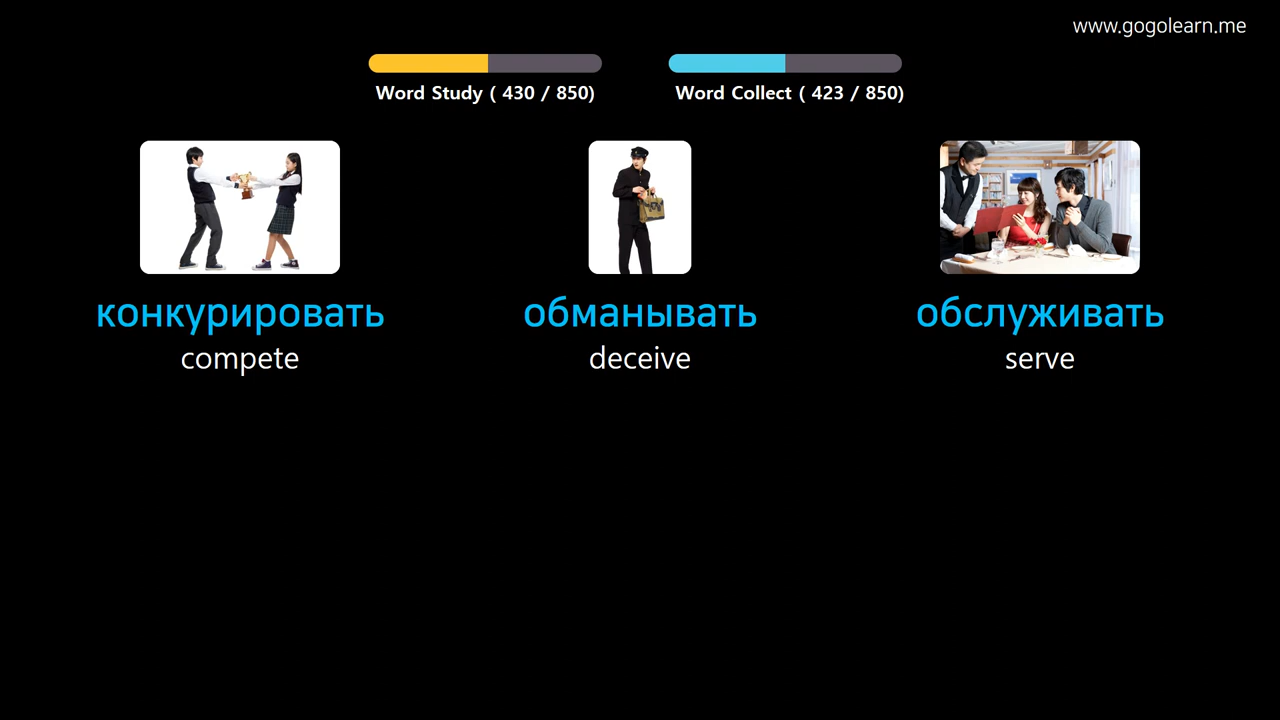 www.gogolearn.me
Word Study ( 430 / 850)
Word Collect ( 423 / 850)
конкурировать
обманывать
обслуживать
compete
deceive
serve